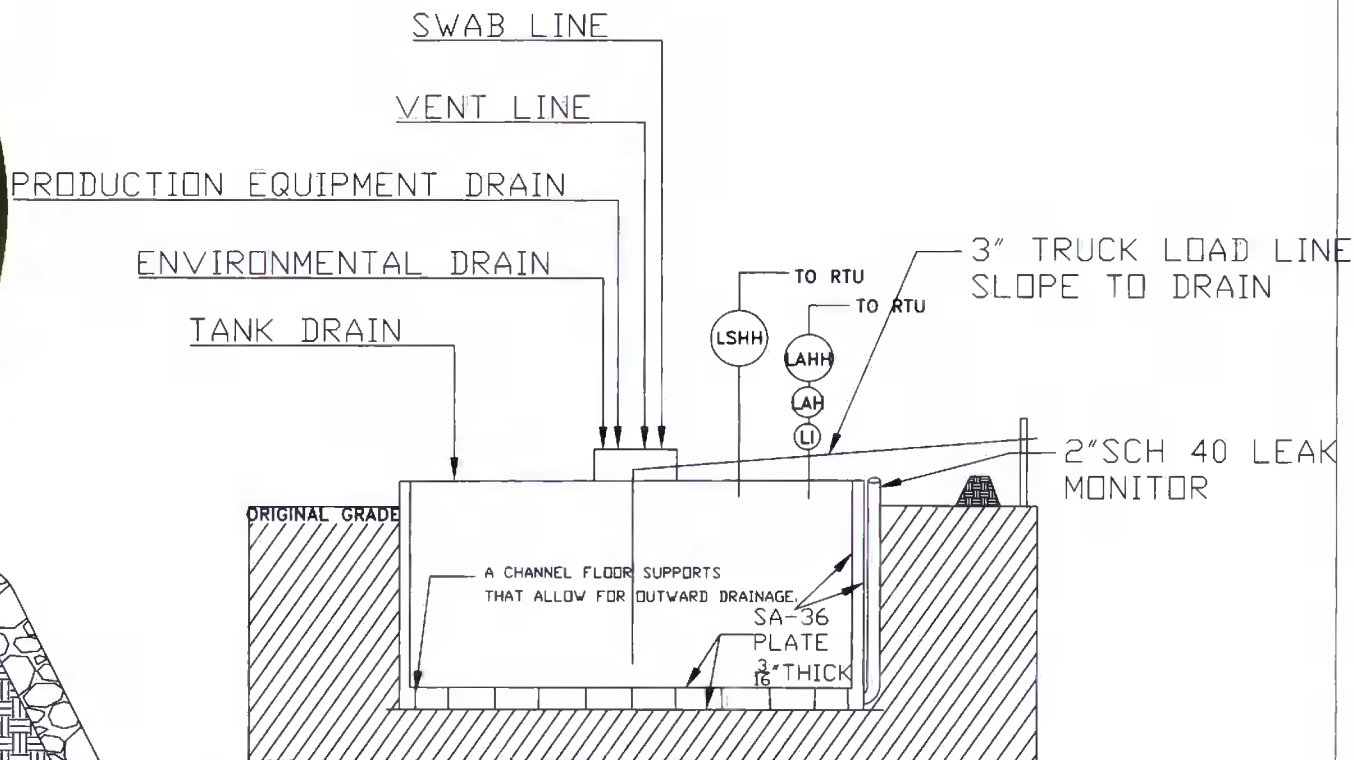 SWAB LINE
VENT LINE
PRODUCTION EQUIPMENT DRAIN
ENVIRONMENTAL DRAIN
TANK DRAIN
3" TRUCK LOAD LINE
SLOPE TO DRAIN
TO RTU
TO RTU
LSHH
LAHH
LAH
LI
2"SCH 40 LEAK
MONITOR
ORIGINAL GRADE
A CHANNEL FLOOR SUPPORTS
THAT ALLOW FOR OUTWARD DRAINAGE.
SA-36
PLATE
3/16"THICK